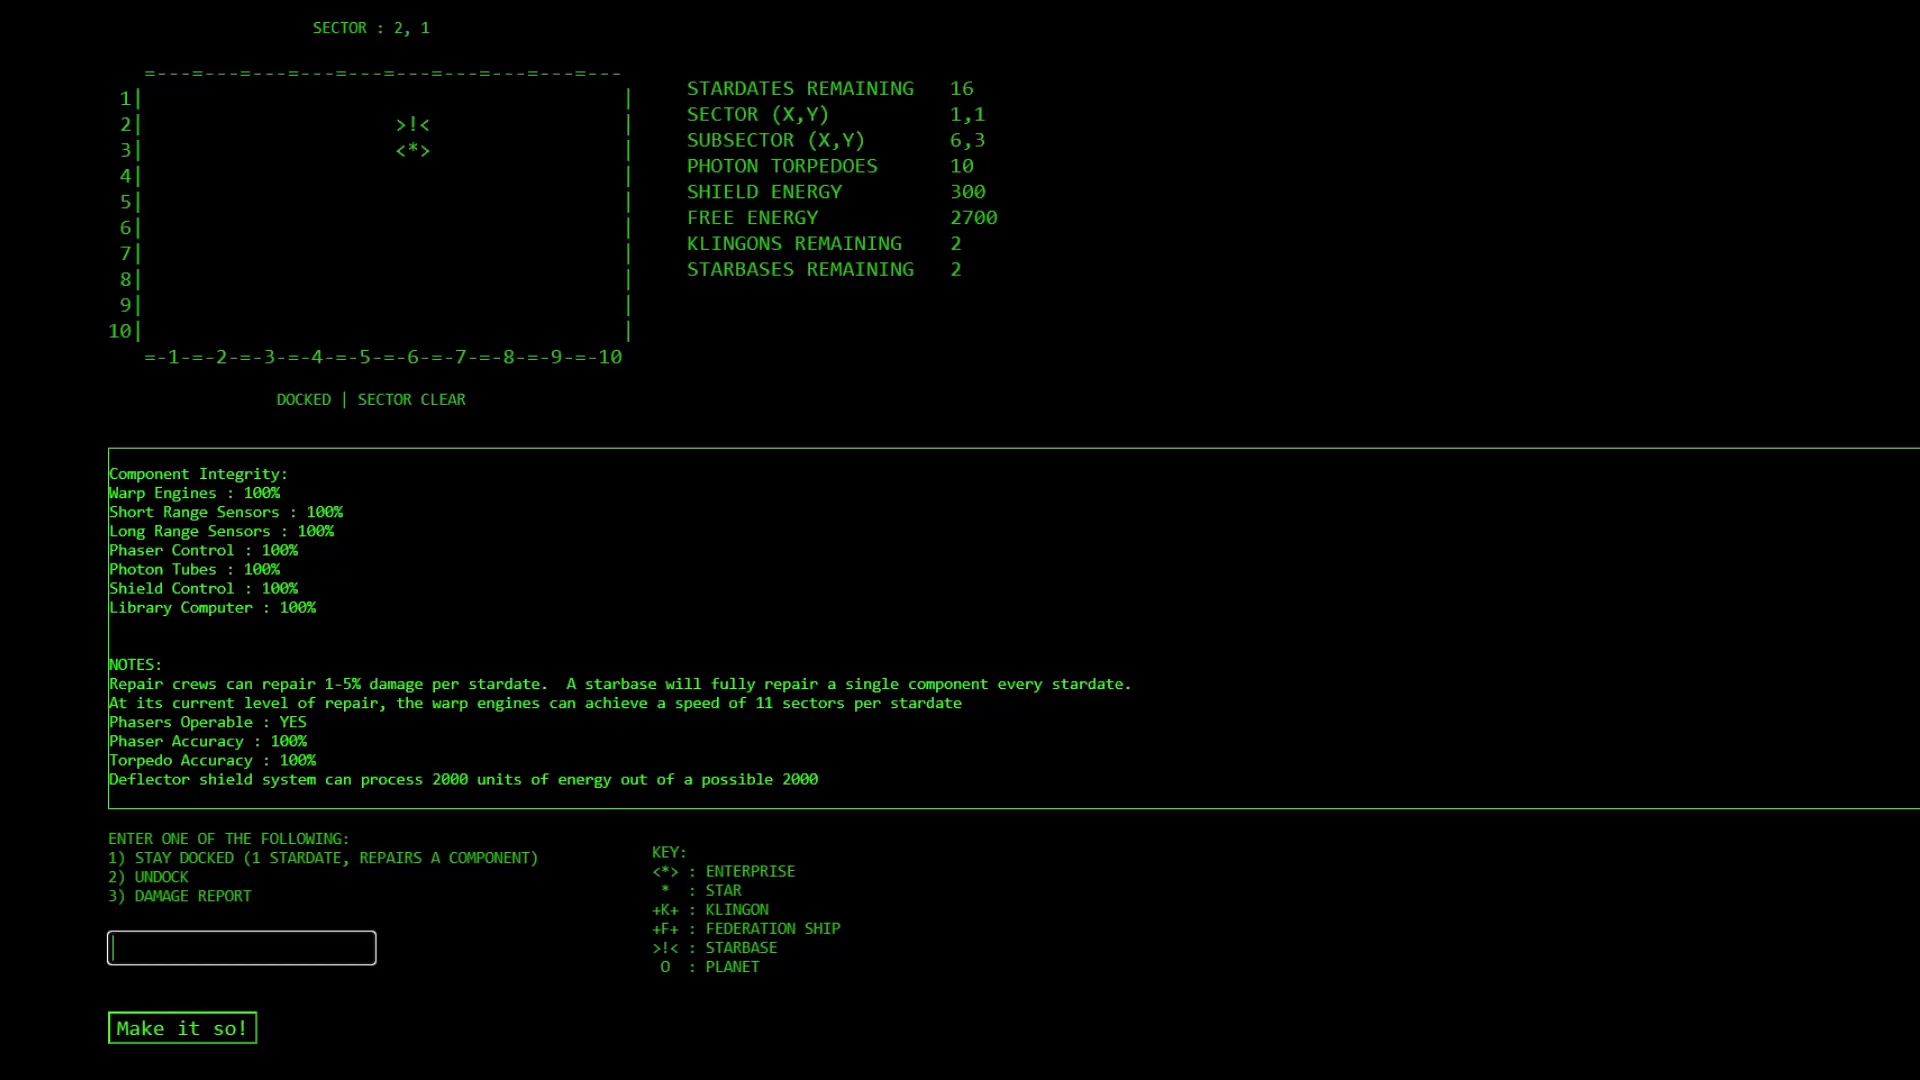 SECTOR : 2, 1
=---=---=---=---=---=---=---=---=---=---
1| |
2| >!< |
3| <*> |
4| |
5| |
6| |
7| |
8| |
9| |
10| |
=-1-=-2-=-3-=-4-=-5-=-6-=-7-=-8-=-9-=-10
DOCKED | SECTOR CLEAR
STARDATES REMAINING 16
SECTOR (X,Y) 1,1
SUBSECTOR (X,Y) 6,3
PHOTON TORPEDOES 10
SHIELD ENERGY 300
FREE ENERGY 2700
KLINGONS REMAINING 2
STARBASES REMAINING 2
Component Integrity:
Warp Engines : 100%
Short Range Sensors : 100%
Long Range Sensors : 100%
Phaser Control : 100%
Photon Tubes : 100%
Shield Control : 100%
Library Computer : 100%
NOTES:
Repair crews can repair 1-5% damage per stardate.  A starbase will fully repair a single component every stardate.
At its current level of repair, the warp engines can achieve a speed of 11 sectors per stardate
Phasers Operable : YES
Phaser Accuracy : 100%
Torpedo Accuracy : 100%
Deflector shield system can process 2000 units of energy out of a possible 2000
ENTER ONE OF THE FOLLOWING:
1) STAY DOCKED (1 STARDATE, REPAIRS A COMPONENT)
2) UNDOCK
3) DAMAGE REPORT
KEY:
<*> : ENTERPRISE
* : STAR
+K+ : KLINGON
+F+ : FEDERATION SHIP
>!< : STARBASE
O : PLANET
Make it so!